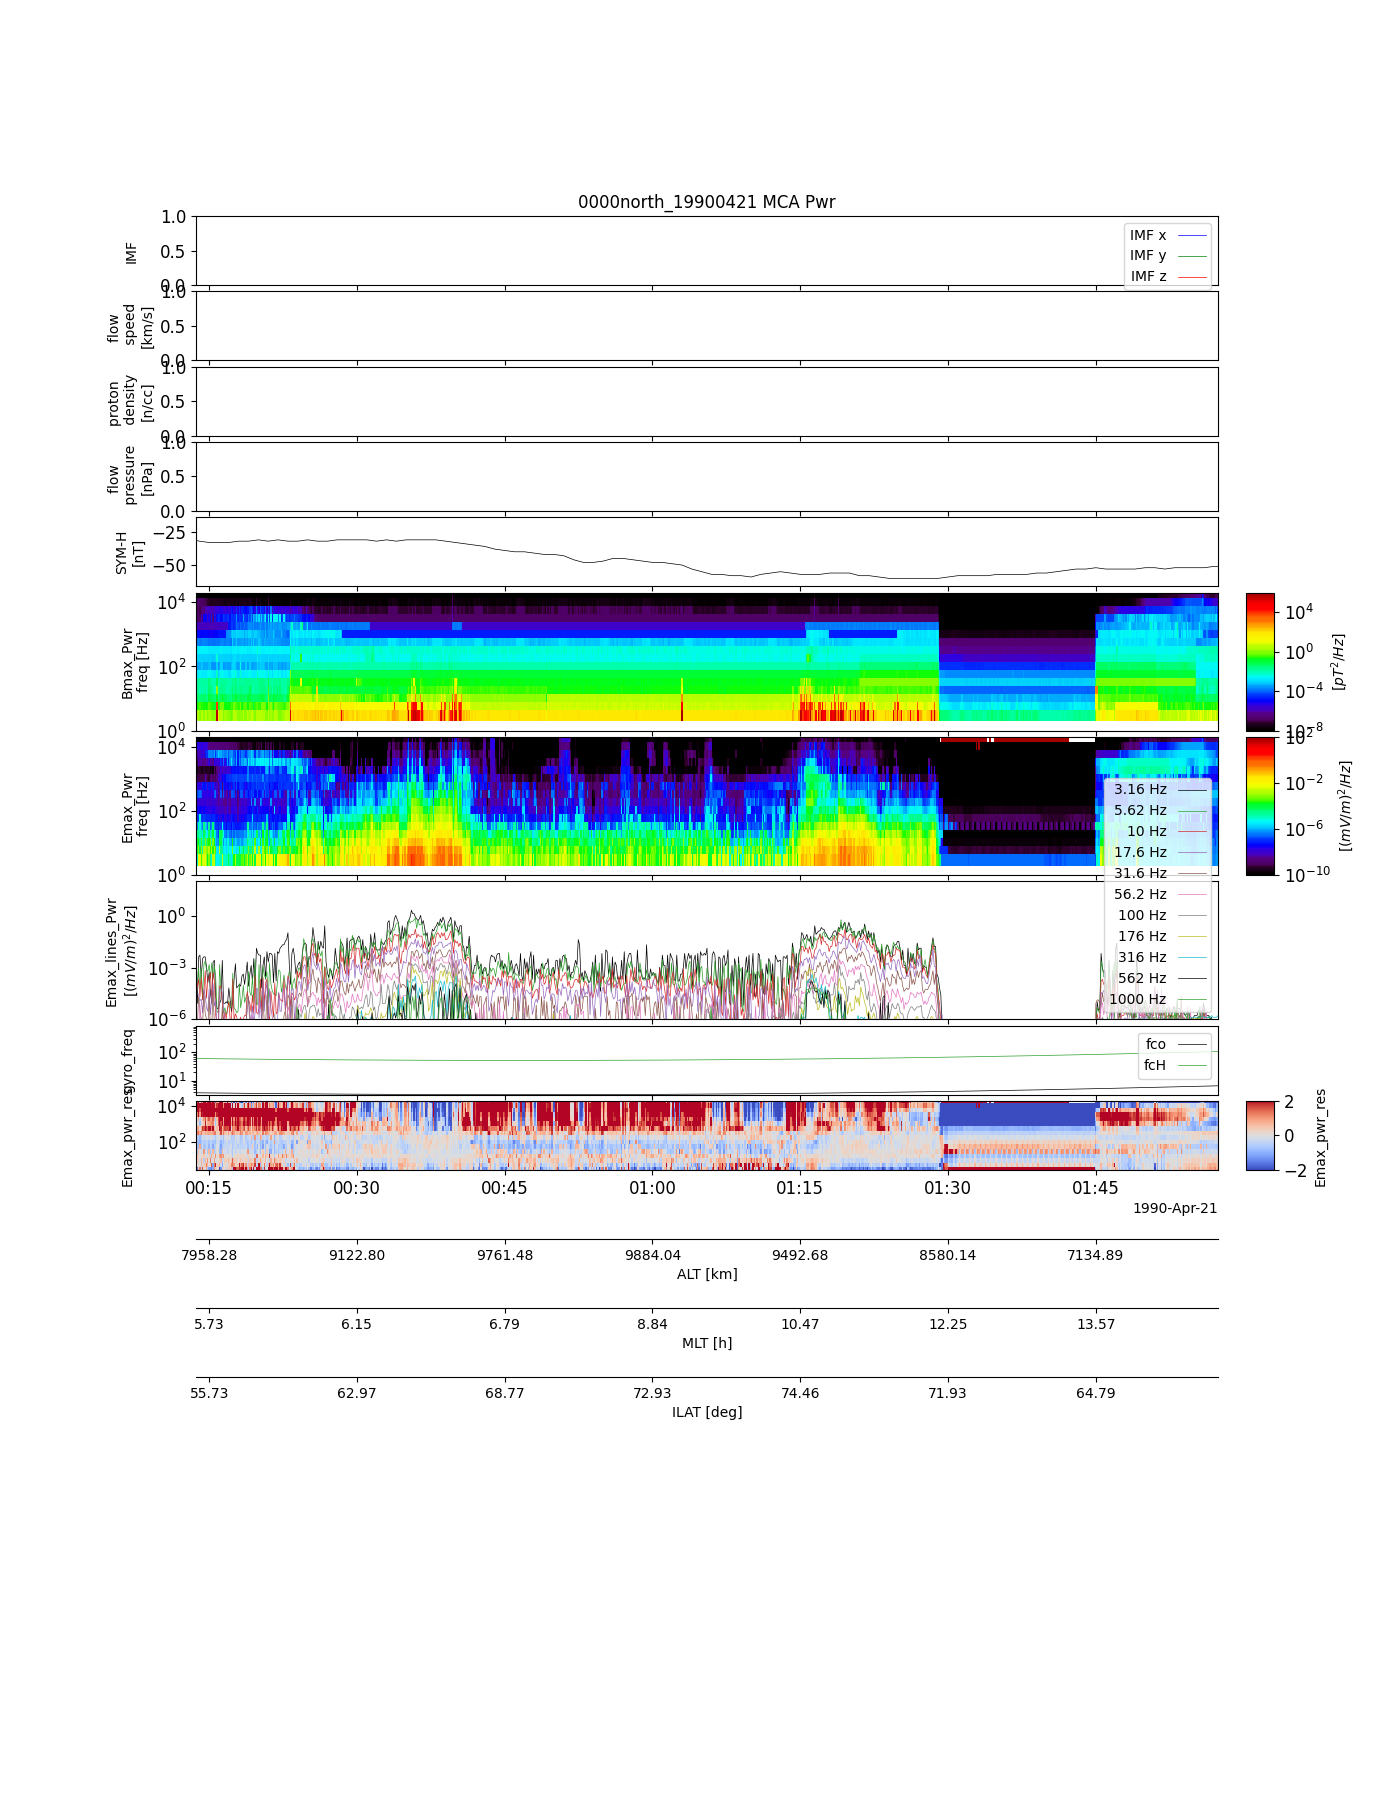 0000north_19900421 MCA Pwr
1.0
0.5
0.0
IMF
IMF x
IMF y
IMF z
1.0
0.5
0.0
flow
speed
[km/s]
1.0
0.5
0.0
proton
density
[n/cc]
1.0
0.5
0.0
flow
pressure
[nPa]
−25
−50
SYM-H
[nT]
10^4
10^2
10^0
Bmax_Pwr
freq [Hz]
10^4
10^0
10^−4
10^−8
[pT^2/Hz]
10^4
10^2
10^0
Emax_Pwr
freq [Hz]
10^2
10^−2
10^−6
10^−10
[(mV/m)^2/Hz]
3.16 Hz
5.62 Hz
10 Hz
17.6 Hz
31.6 Hz
56.2 Hz
100 Hz
176 Hz
316 Hz
562 Hz
1000 Hz
10^0
10^−3
10^−6
Emax_lines_Pwr
[(mV/m)^2/Hz]
10^2
10^1
gyro_freq
fco
fcH
10^4
10^2
Emax_pwr_res
2
0
−2
Emax_pwr_res
00:15 00:30 00:45 01:00 01:15 01:30 01:45
1990-Apr-21
7958.28 9122.80 9761.48 9884.04 9492.68 8580.14 7134.89
ALT [km]
5.73 6.15 6.79 8.84 10.47 12.25 13.57
MLT [h]
55.73 62.97 68.77 72.93 74.46 71.93 64.79
ILAT [deg]